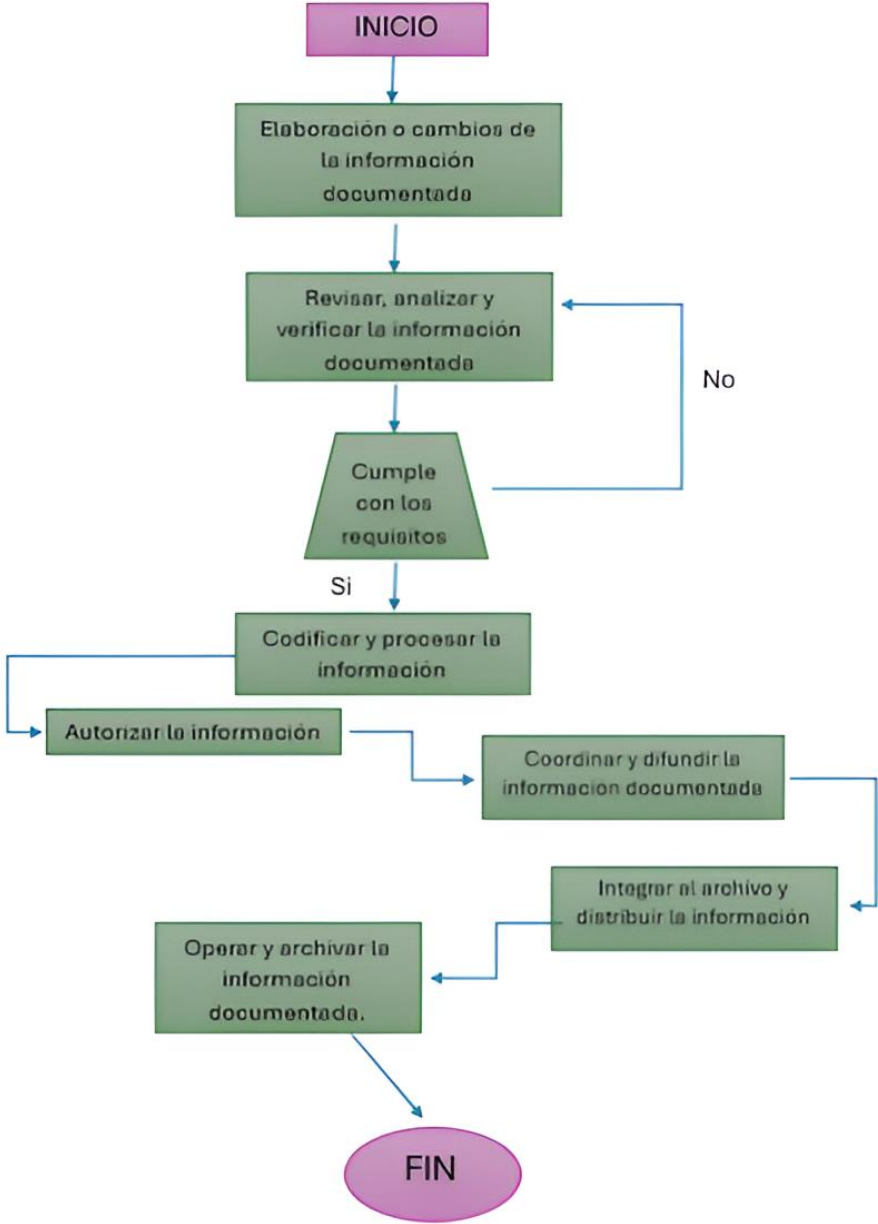 INICIO
Elaboración o cambios de
la información
documentada
Revisar, analizar y
verificar la información
documentada
No
Cumple
con los
requisitos
Si
Codificar y procesar la
información
Autorizar la información
Coordinar y difundir la
información documentada
Integrar al archivo y
distribuir la información
Operar y archivar la
información
documentada.
FIN